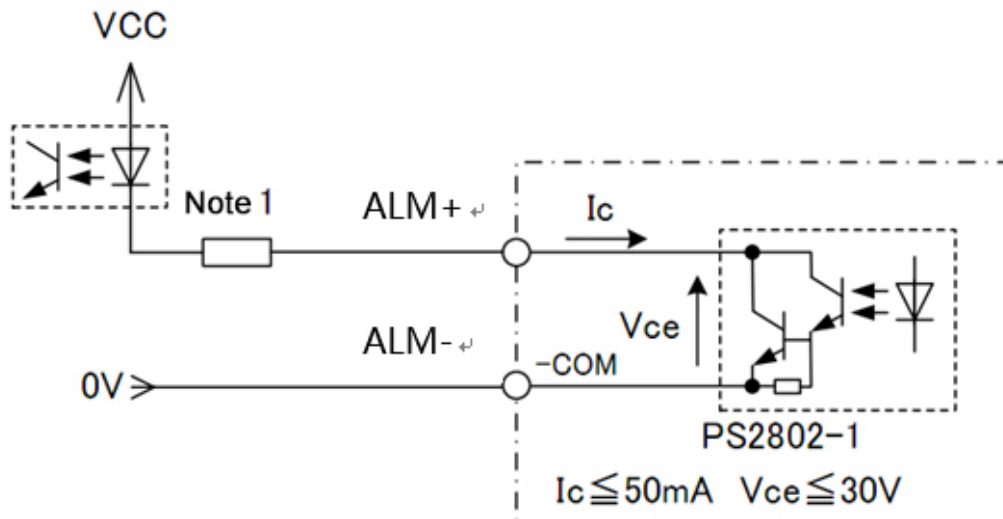 VCC
Note 1
ALM+ ↵
Ic
Vce
ALM- ↵
-COM
0V
PS2802-1
Ic≦50mA Vce≦30V